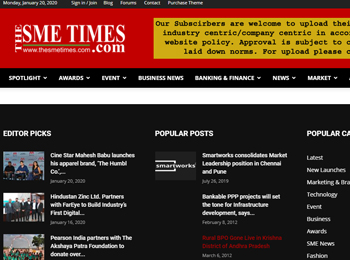 Monday, January 20, 2020 Sign in / Join Blog Forums Contact Purchase Theme
THE SME TIMES .com
www.thesmetimes.com
Our Subscirbers are welcome to upload thei
industry centric/company centric in acco
website policy. Approval is subject to c
laid down norms. For upload please c
SPOTLIGHT AWARDS EVENT BUSINESS NEWS BANKING & FINANCE NEWS MARKET
EDITOR PICKS
Cine Star Mahesh Babu launches
his apparel brand, 'The Humbl
Co.',...
January 20, 2020
Hindustan Zinc Ltd. Partners
with FarEye to Build Industry's
First Digital...
January 16, 2020
Pearson India partners with The
Akshaya Patra Foundation to
donate over...
POPULAR POSTS
smartworks
Smartworks consolidates Market
Leadership position in Chennai
and Pune
July 26, 2019
Bankable PPP projects will set
the tone for infrastructure
development, says...
February 8, 2012
Rural BPO Goes Live in Krishna
District of Andhra Pradesh
March 6, 2012
POPULAR CA
Latest
New Launches
Marketing & Bra
Technology
Event
Business
Awards
SME News
Fashion